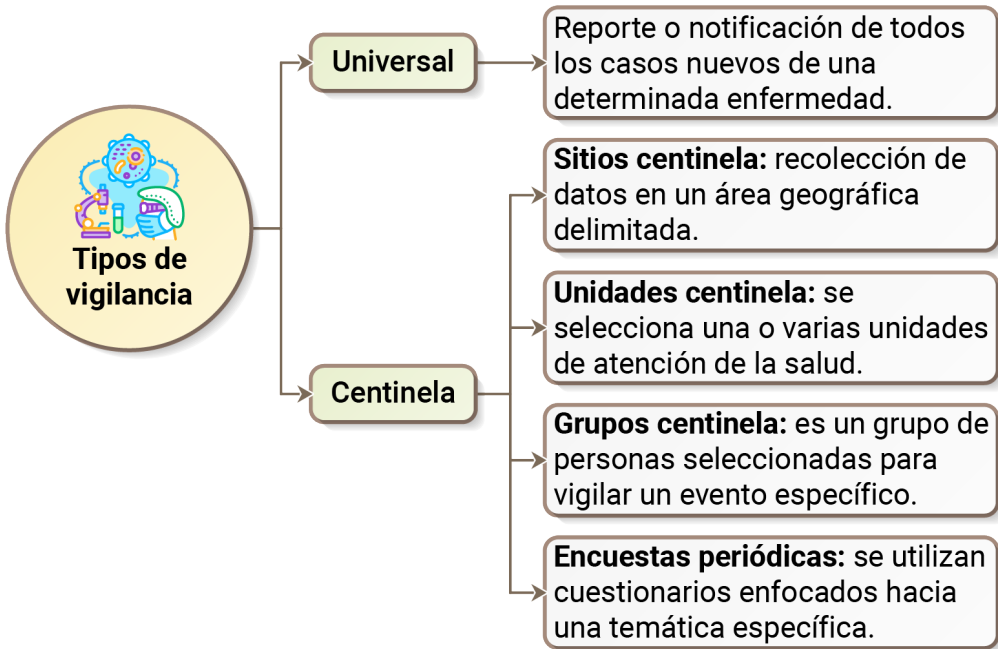 Tipos de
vigilancia
Universal
Reporte o notificación de todos
los casos nuevos de una
determinada enfermedad.
Centinela
Sitios centinela: recolección de
datos en un área geográfica
delimitada.
Unidades centinela: se
selecciona una o varias unidades
de atención de la salud.
Grupos centinela: es un grupo de
personas seleccionadas para
vigilar un evento específico.
Encuestas periódicas: se utilizan
cuestionarios enfocados hacia
una temática específica.